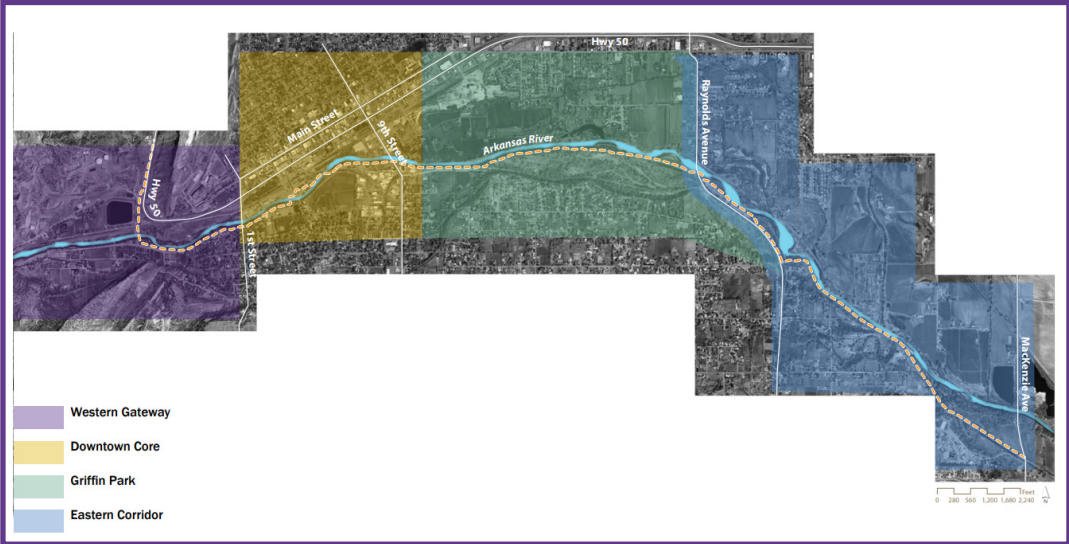 Hwy 50
Main Street
9th Street
Raynolds Avenue
Arkansas River
Hwy 50
1st Street
MacKenzie Ave
Western Gateway
Downtown Core
Griffin Park
Eastern Corridor
Feet
0 280 560 1,200 1,680 2,240
N